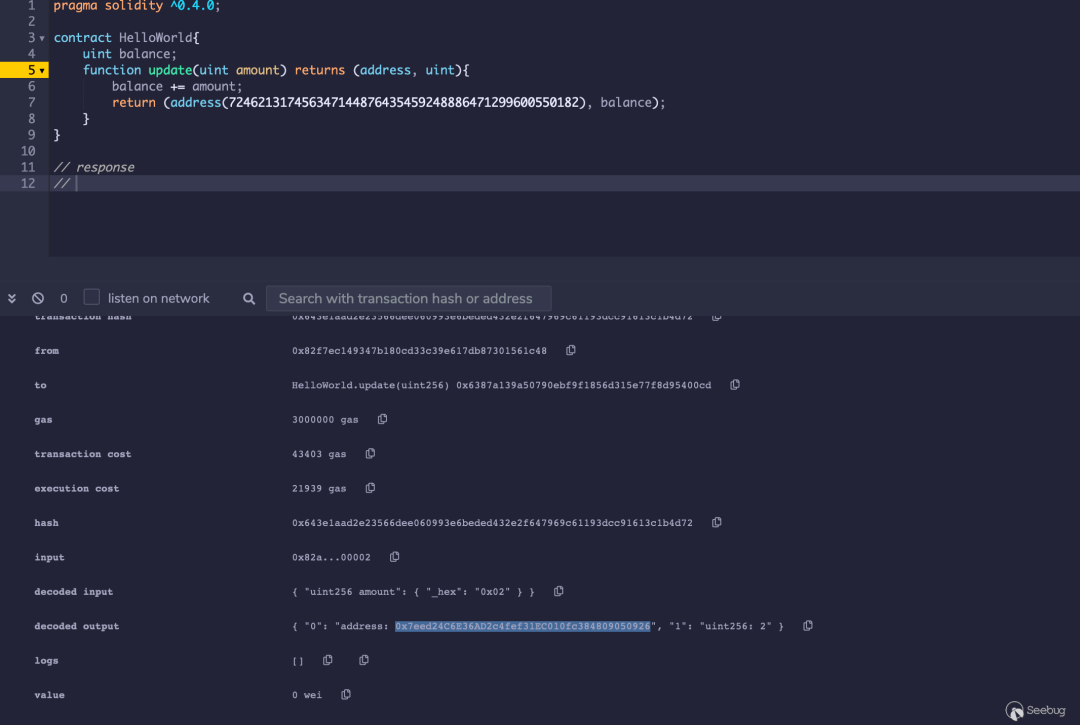 1 pragma solidity ^0.4.0;
2
3 contract HelloWorld{
4 uint balance;
5 function update(uint amount) returns (address, uint){
6 balance += amount;
7 return (address(724621317456347144876435459248886471299600550182), balance);
8 }
9 }
10
11 // response
12 //
0 listen on network Search with transaction hash or address
transaction hash 0x643e1aad2e23566dee060993e6beded432e2f647969c61193dcc91613c1b4d72
from 0x82f7ec149347b180cd33c39e617db87301561c48
to HelloWorld.update(uint256) 0x6387a139a50790ebf9f1856d315e77f8d95400cd
gas 3000000 gas
transaction cost 43403 gas
execution cost 21939 gas
hash 0x643e1aad2e23566dee060993e6beded432e2f647969c61193dcc91613c1b4d72
input 0x82a...00002
decoded input { "uint256 amount": { "_hex": "0x02" } }
decoded output { "0": "address: 0x7eed24C6E36AD2c4fef31EC010fc384809050926", "1": "uint256: 2" }
logs []
value 0 wei
Seebug